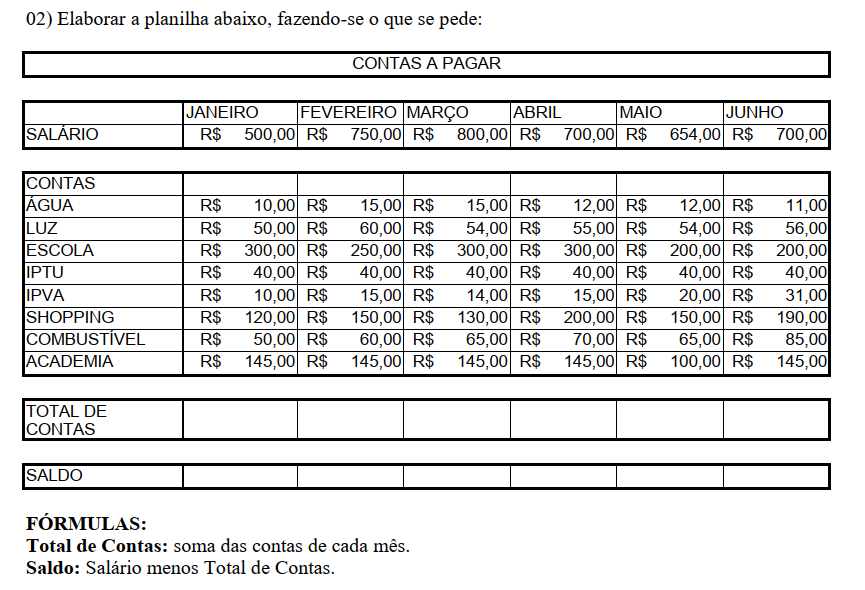 02) Elaborar a planilha abaixo, fazendo-se o que se pede:
CONTAS A PAGAR
JANEIRO FEVEREIRO MARÇO ABRIL MAIO JUNHO
SALÁRIO R$ 500,00 R$ 750,00 R$ 800,00 R$ 700,00 R$ 654,00 R$ 700,00
CONTAS
ÁGUA R$ 10,00 R$ 15,00 R$ 15,00 R$ 12,00 R$ 12,00 R$ 11,00
LUZ R$ 50,00 R$ 60,00 R$ 54,00 R$ 55,00 R$ 54,00 R$ 56,00
ESCOLA R$ 300,00 R$ 250,00 R$ 300,00 R$ 300,00 R$ 200,00 R$ 200,00
IPTU R$ 40,00 R$ 40,00 R$ 40,00 R$ 40,00 R$ 40,00 R$ 40,00
IPVA R$ 10,00 R$ 15,00 R$ 14,00 R$ 15,00 R$ 20,00 R$ 31,00
SHOPPING R$ 120,00 R$ 150,00 R$ 130,00 R$ 200,00 R$ 150,00 R$ 190,00
COMBUSTÍVEL R$ 50,00 R$ 60,00 R$ 65,00 R$ 70,00 R$ 65,00 R$ 85,00
ACADEMIA R$ 145,00 R$ 145,00 R$ 145,00 R$ 145,00 R$ 100,00 R$ 145,00
TOTAL DE
CONTAS
SALDO
FÓRMULAS:
Total de Contas: soma das contas de cada mês.
Saldo: Salário menos Total de Contas.